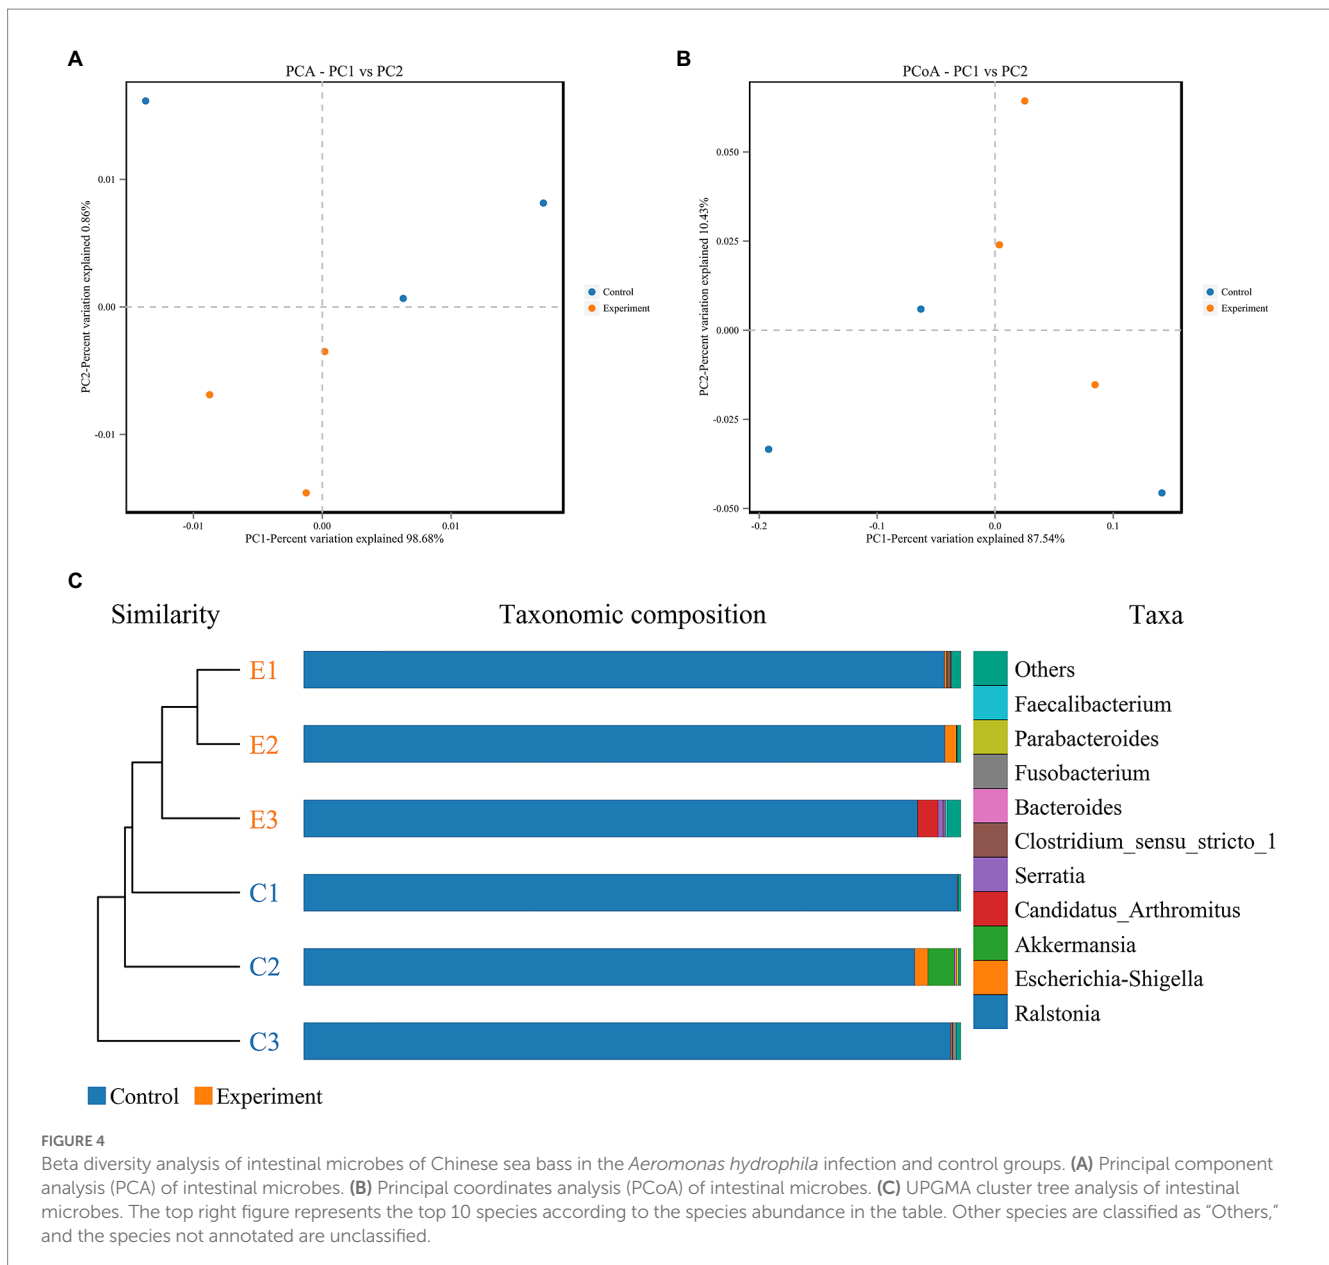 A
PCA - PC1 vs PC2
0.01
0.00
-0.01
PC2-Percent variation explained 0.86%
-0.01
0.00
0.01
PC1-Percent variation explained 98.68%
Control
Experiment
B
PCoA - PC1 vs PC2
0.050
0.025
0.000
-0.025
-0.050
PC2-Percent variation explained 10.43%
-0.2
-0.1
0.0
0.1
PC1-Percent variation explained 87.54%
Control
Experiment
C
Similarity
Taxonomic composition
Taxa
E1
E2
E3
C1
C2
C3
Others
Faecalibacterium
Parabacteroides
Fusobacterium
Bacteroides
Clostridium_sensu_stricto_1
Serratia
Candidatus_Arthromitus
Akkermansia
Escherichia-Shigella
Ralstonia
Control
Experiment
FIGURE 4
Beta diversity analysis of intestinal microbes of Chinese sea bass in the Aeromonas hydrophila infection and control groups. (A) Principal component
analysis (PCA) of intestinal microbes. (B) Principal coordinates analysis (PCoA) of intestinal microbes. (C) UPGMA cluster tree analysis of intestinal
microbes. The top right figure represents the top 10 species according to the species abundance in the table. Other species are classified as “Others,”
and the species not annotated are unclassified.